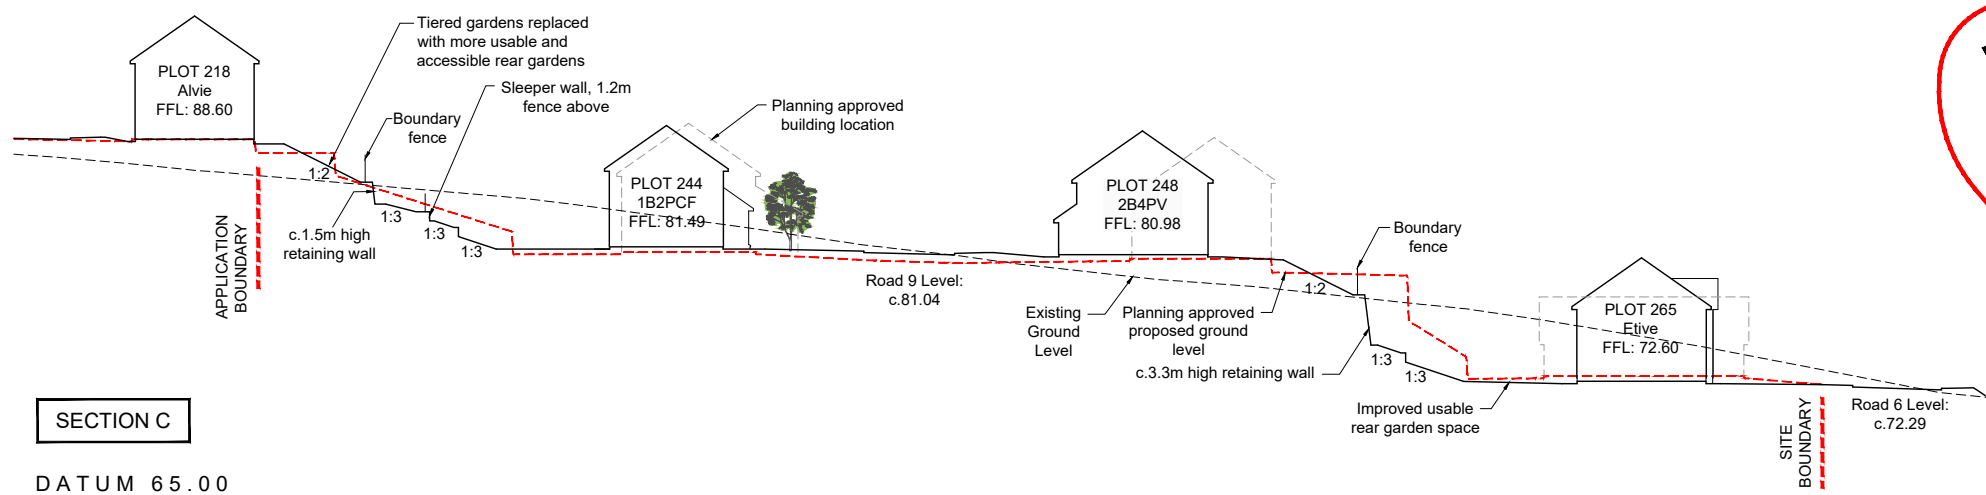 Tiered gardens replaced
with more usable and
accessible rear gardens
PLOT 218
Alvie
FFL: 88.60
Sleeper wall, 1.2m
fence above
Boundary
fence
Planning approved
building location
1:2
1:3
1:3
1:3
c.1.5m high
retaining wall
APPLICATION
BOUNDARY
PLOT 244
1B2PCF
FFL: 81.49
Road 9 Level:
c.81.04
PLOT 248
2B4PV
FFL: 80.98
Boundary
fence
1:2
Existing
Ground
Level
Planning approved
proposed ground
level
c.3.3m high retaining wall
1:3
1:3
PLOT 265
Etive
FFL: 72.60
Improved usable
rear garden space
SITE
BOUNDARY
Road 6 Level:
c.72.29
SECTION C
DATUM 65.00